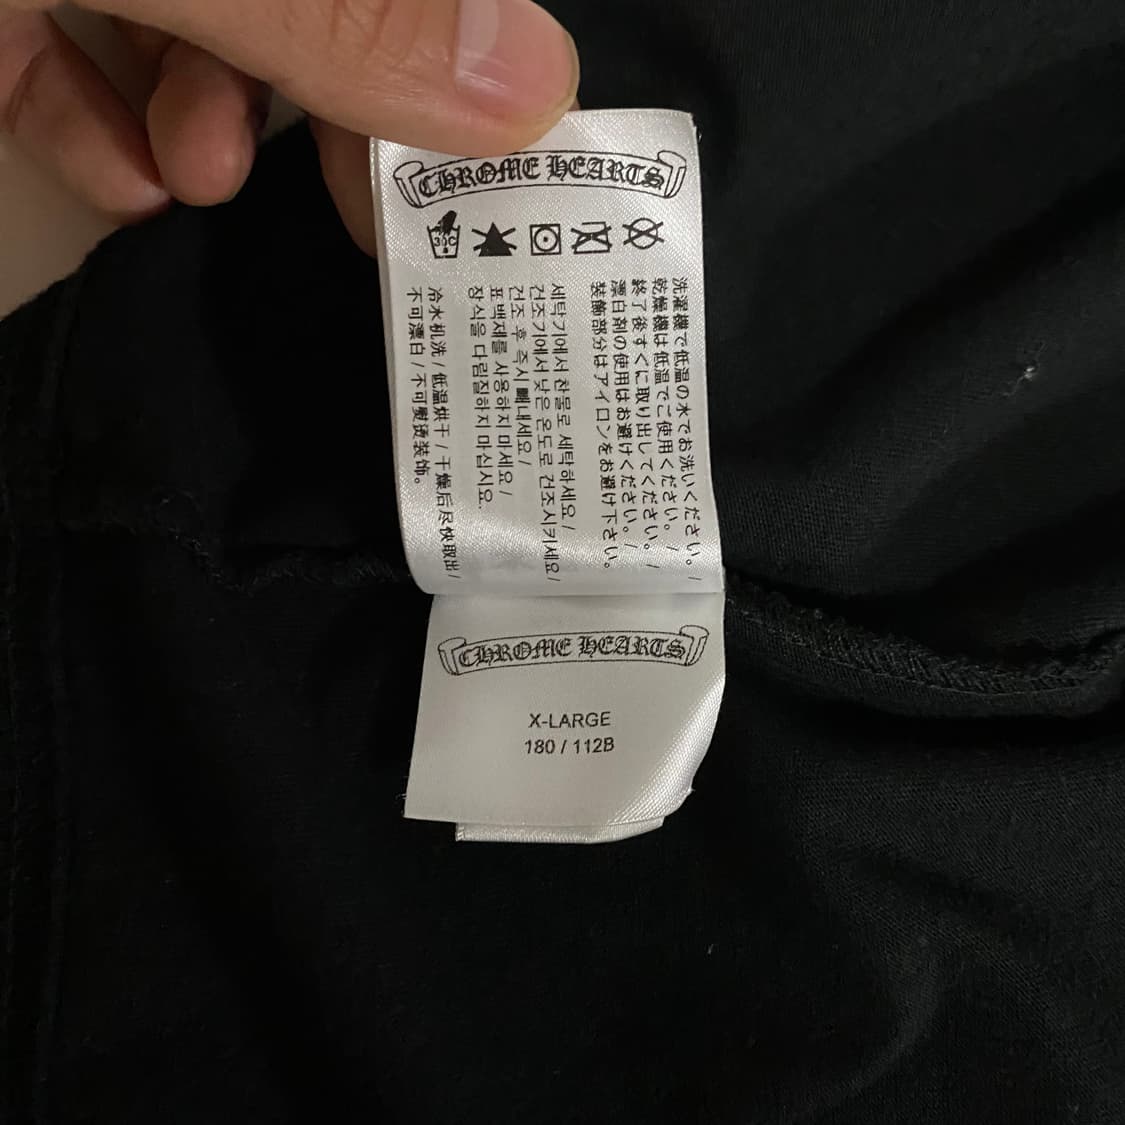 CHROME HEARTS
30C
洗濯機で低温の水でお洗いください。/
乾燥機は低温でご使用ください。/
終了後すぐに取り出してください。/
漂白剤の使用はお避けください。/
装飾部分はアイロンをお避け下さい。
세탁기에서 찬물로 세탁하세요/
건조기에서 낮은 온도로 건조시키세요/
건조 후 즉시 빼내세요/
표백제를 사용하지 마세요/
장식을 다림질하지 마십시요.
冷水机洗/低温烘干/干燥后尽快取出/
不可漂白/不可熨烫装饰。
CHROME HEARTS
X-LARGE
180 / 112B